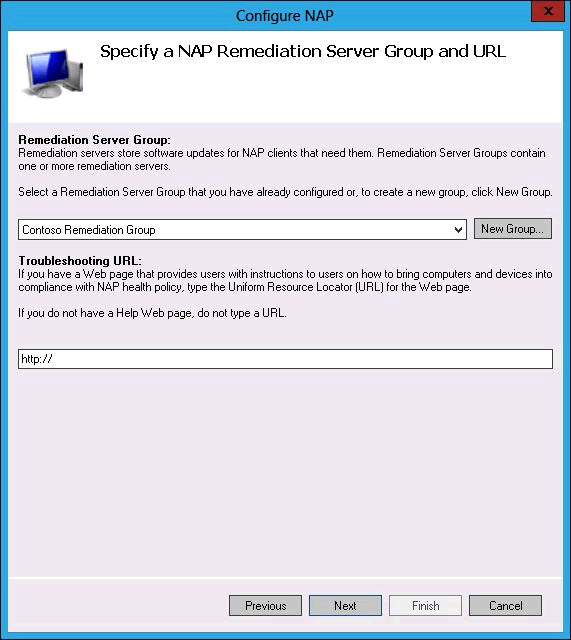 Configure NAP
x
Specify a NAP Remediation Server Group and URL
Remediation Server Group:
Remediation servers store software updates for NAP clients that need them. Remediation Server Groups contain
one or more remediation servers.
Select a Remediation Server Group that you have already configured or, to create a new group, click New Group.
Contoso Remediation Group
New Group...
Troubleshooting URL:
If you have a Web page that provides users with instructions to users on how to bring computers and devices into
compliance with NAP health policy, type the Uniform Resource Locator (URL) for the Web page.
If you do not have a Help Web page, do not type a URL.
http://
Previous Next Finish Cancel